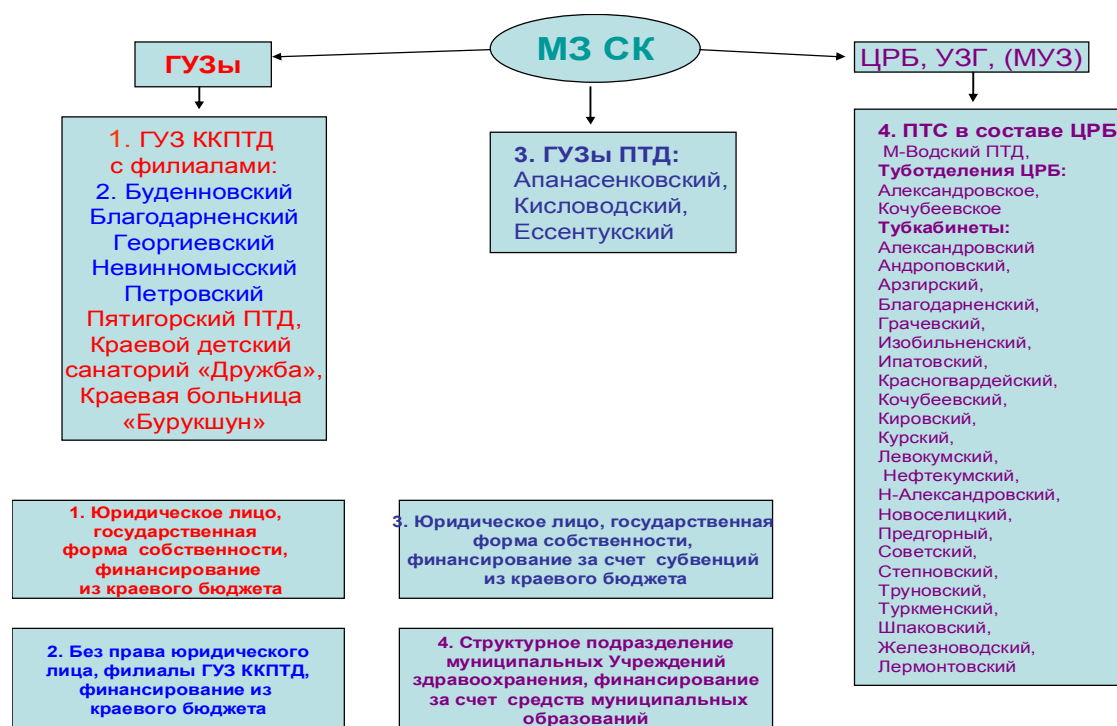 МЗ СК
ГУЗы
ЦРБ, УЗГ, (МУЗ)
1. ГУЗ ККПТД
с филиалами:
2. Буденновский
Благодарненский
Георгиевский
Невинномысский
Петровский
Пятигорский ПТД,
Краевой детский
санаторий «Дружба»,
Краевая больница
«Бурукшун»
3. ГУЗы ПТД:
Апанасенковский,
Кисловодский,
Ессентукский
4. ПТС в составе ЦРБ
М-Водский ПТД,
Туботделения ЦРБ:
Александровское,
Кочубеевское
Тубкабинеты:
Александровский
Андроповский,
Арзгирский,
Благодарненский,
Грачевский,
Изобильненский,
Ипатовский,
Красногвардейский,
Кочубеевский,
Кировский,
Курский,
Левокумский,
Нефтекумский,
Н-Александровский,
Новоселицкий,
Предгорный,
Советский,
Степновский,
Труновский,
Туркменский,
Шпаковский,
Железноводский,
Лермонтовский
1. Юридическое лицо,
государственная
форма собственности,
финансирование
из краевого бюджета
3. Юридическое лицо, государственная
форма собственности,
финансирование за счет субвенций
из краевого бюджета
2. Без права юридического
лица, филиалы ГУЗ ККПТД,
финансирование из
краевого бюджета
4. Структурное подразделение
муниципальных Учреждений
здравоохранения, финансирование
за счет средств муниципальных
образований